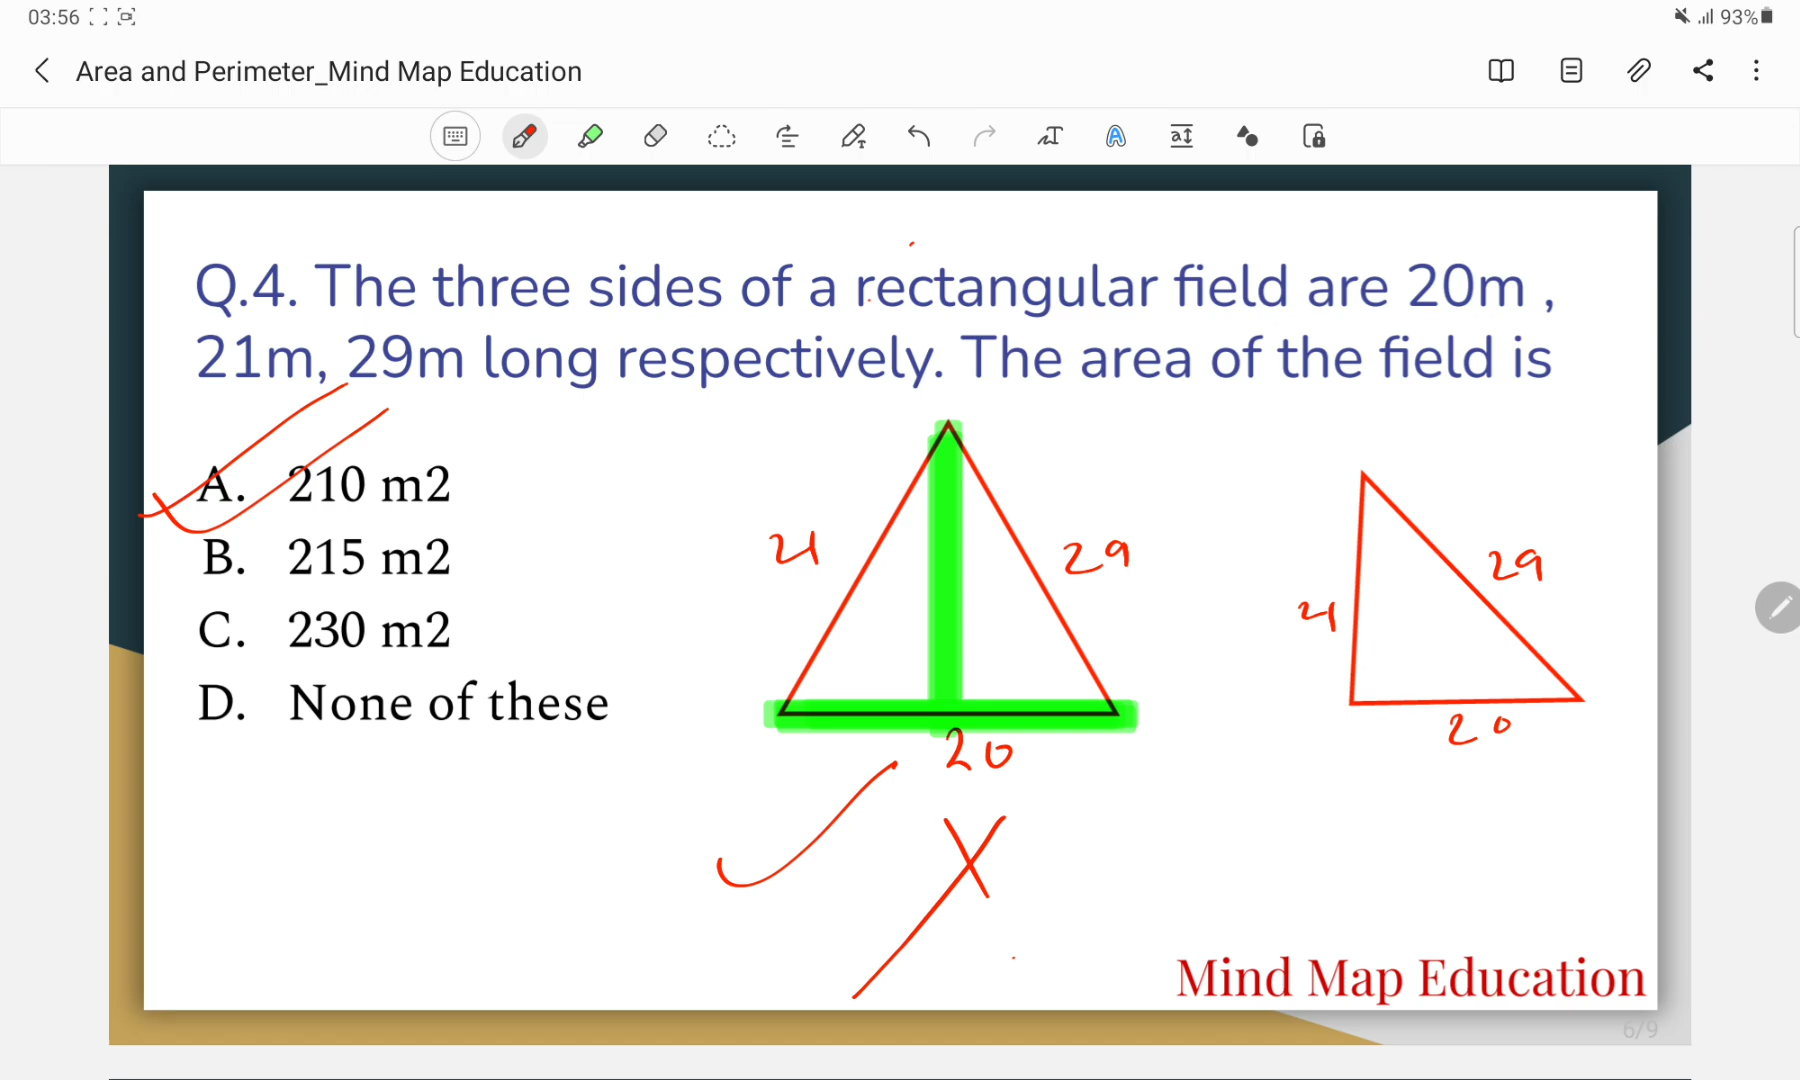 03:56
93%
Area and Perimeter_Mind Map Education
Q.4. The three sides of a rectangular field are 20m ,
21m, 29m long respectively. The area of the field is
A. 210 m2
B. 215 m2
C. 230 m2
D. None of these
21
29
20
21
29
20
Mind Map Education
6/9